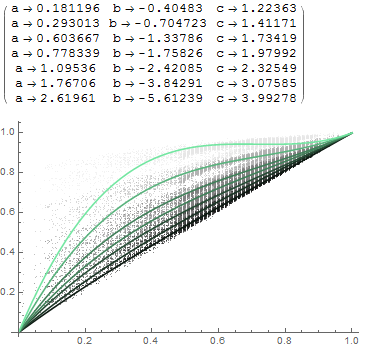 a→0.181196 b→-0.40483 c→1.22363
a→0.293013 b→-0.704723 c→1.41171
a→0.603667 b→-1.33786 c→1.73419
a→0.778339 b→-1.75826 c→1.97992
a→1.09536 b→-2.42085 c→2.32549
a→1.76706 b→-3.84291 c→3.07585
a→2.61961 b→-5.61239 c→3.99278
1.0
0.8
0.6
0.4
0.2
0.2 0.4 0.6 0.8 1.0